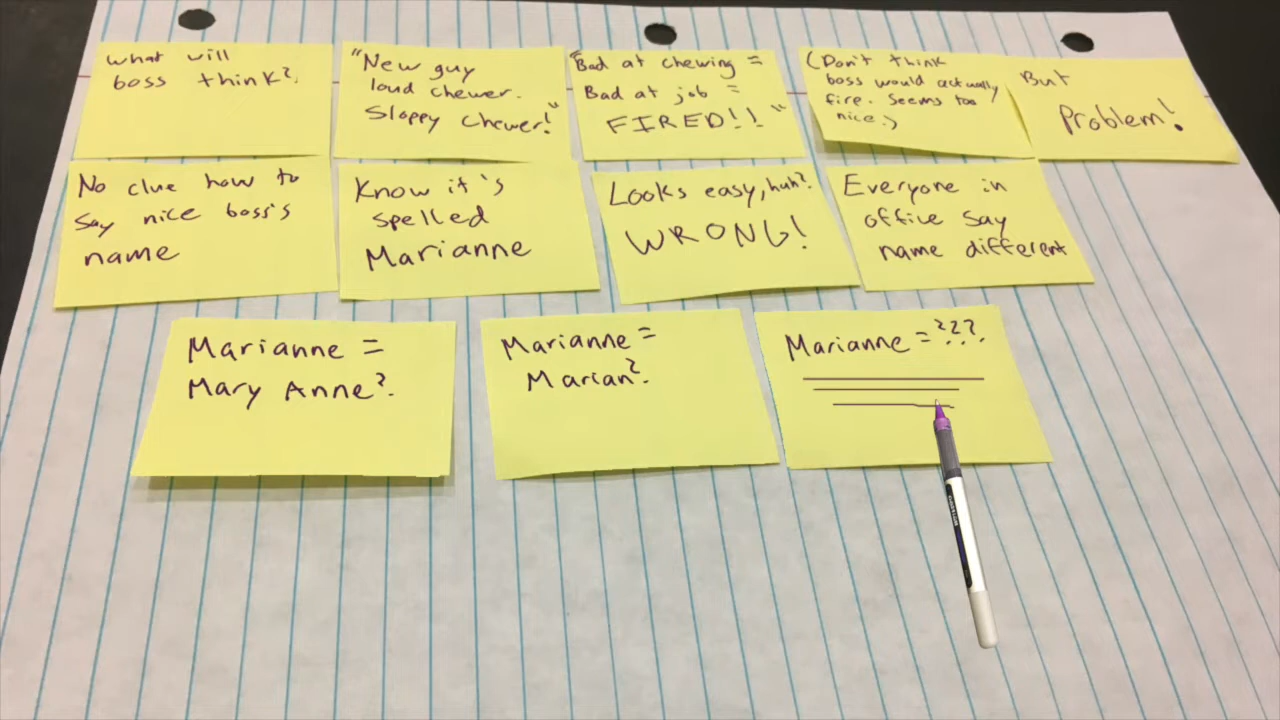 What will
boss think?
"New guy
loud chewer.
Sloppy chewer!"
"Bad at chewing =
Bad at job =
FIRED!!"
(Don't think
boss would actually
fire. Seems too
nice.)
But
Problem!
No clue how to
say nice boss's
name
Know it's
spelled
Marianne
Looks easy, huh?
WRONG!
Everyone in
office say
name different
Marianne =
Mary Anne?
Marianne =
Marian?
Marianne = ???